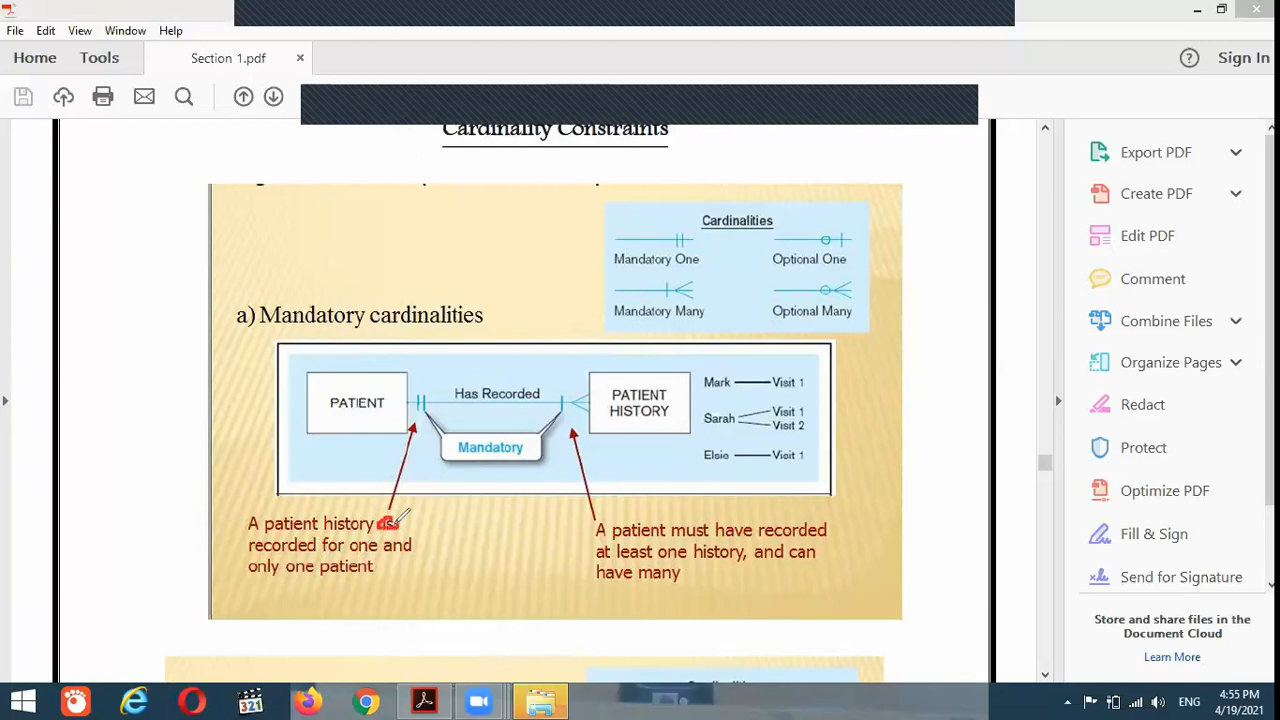 File Edit View Window Help
Home Tools Section 1.pdf × Sign In
Cardinality Constraints
Export PDF
Create PDF
Edit PDF
Comment
Combine Files
Organize Pages
Redact
Protect
Optimize PDF
Fill & Sign
Send for Signature
Store and share files in the
Document Cloud
Learn More
Cardinalities
Mandatory One Optional One
Mandatory Many Optional Many
a) Mandatory cardinalities
PATIENT
Has Recorded
Mandatory
PATIENT
HISTORY
Mark Visit 1
Sarah Visit 1
Visit 2
Elsie Visit 1
A patient history
recorded for one and
only one patient
A patient must have recorded
at least one history, and can
have many
321
ENG
4:55 PM
4/19/2021